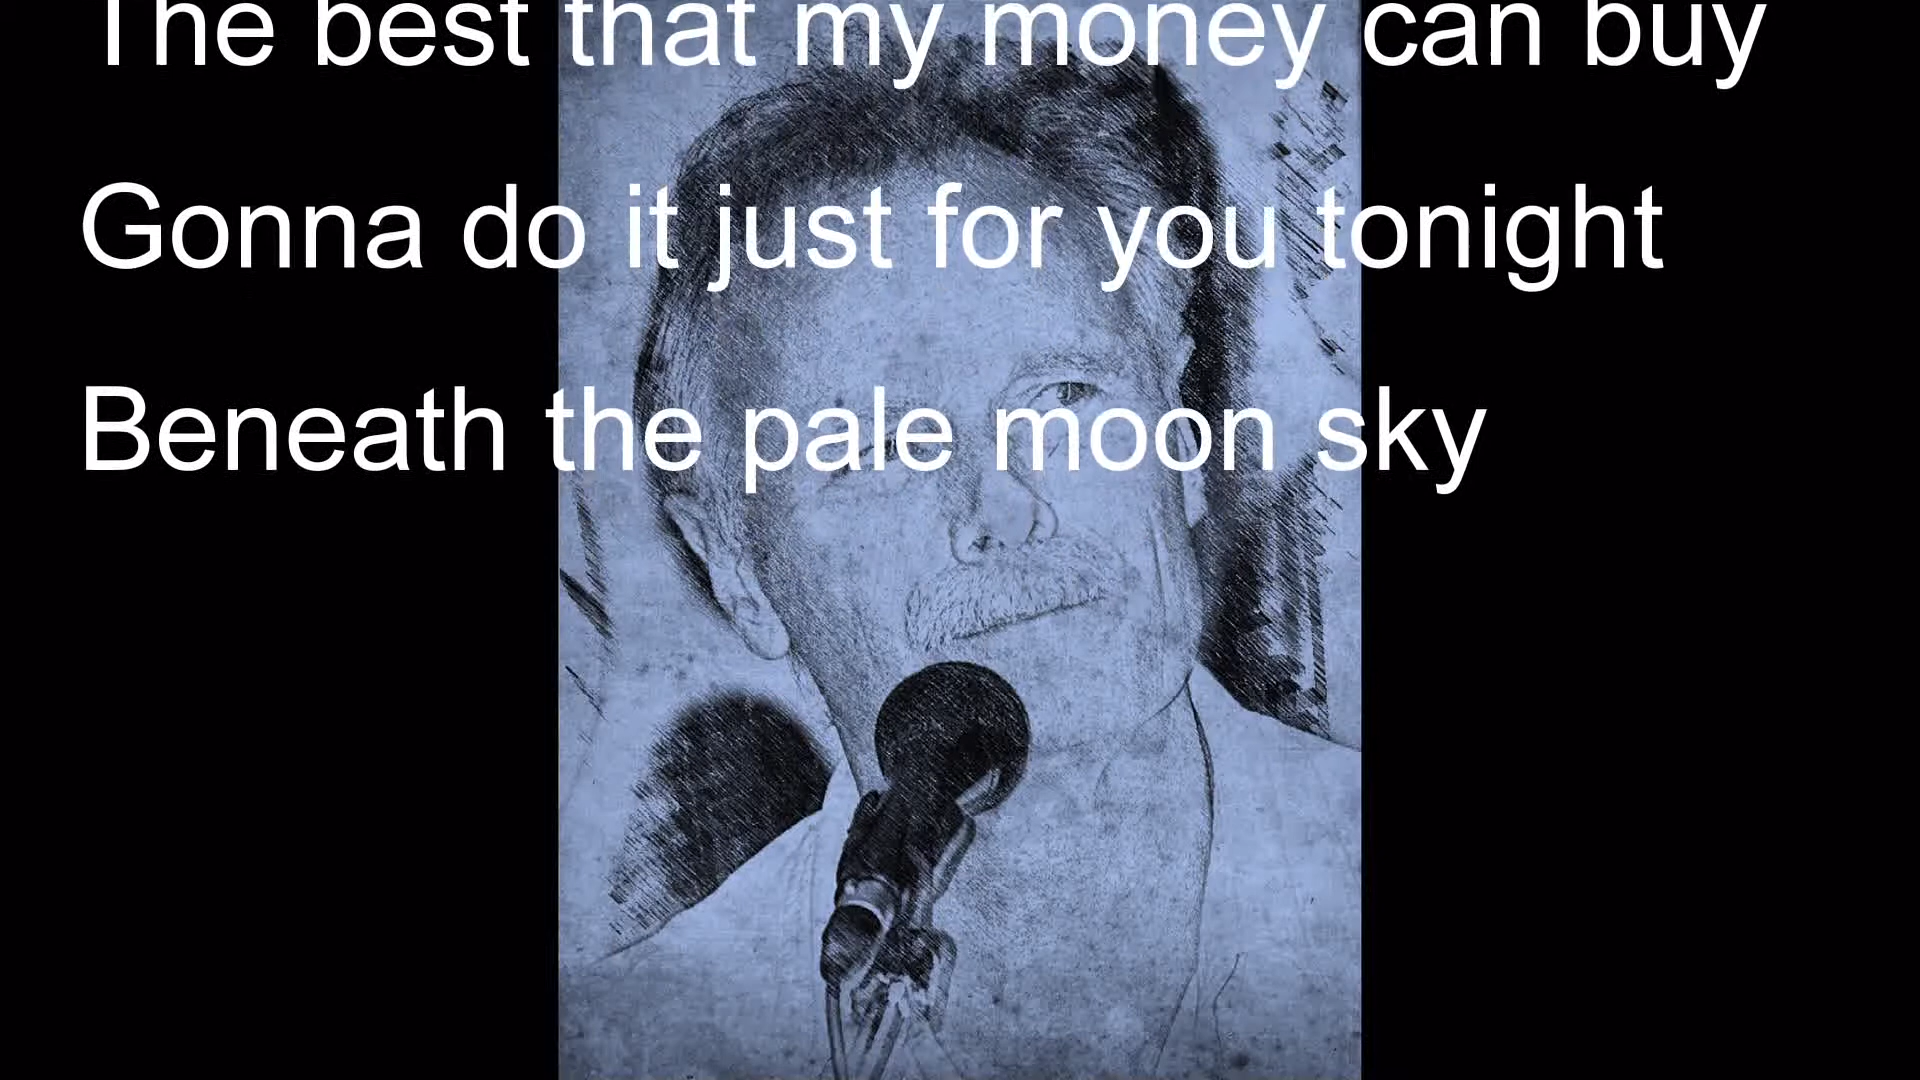 The best that my money can buy
Gonna do it just for you tonight
Beneath the pale moon sky